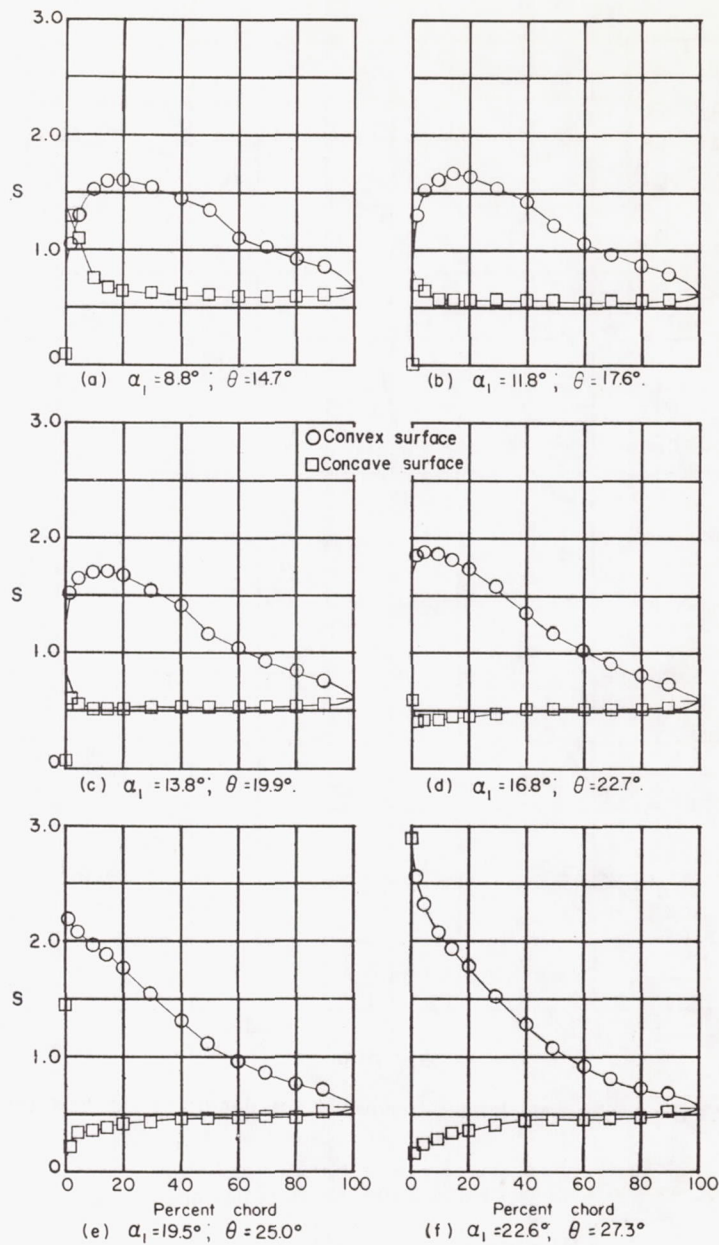 3.0
2.0
S
1.0
0
(a) α₁ = 8.8°; θ = 14.7°
(b) α₁ = 11.8°; θ = 17.6°.
○ Convex surface
□ Concave surface
3.0
2.0
S
1.0
0
(c) α₁ = 13.8°; θ = 19.9°.
(d) α₁ = 16.8°; θ = 22.7°.
3.0
2.0
S
1.0
0
0 20 40 60 80 100 0 20 40 60 80 100
Percent chord Percent chord
(e) α₁ = 19.5°; θ = 25.0°
(f) α₁ = 22.6°; θ = 27.3°